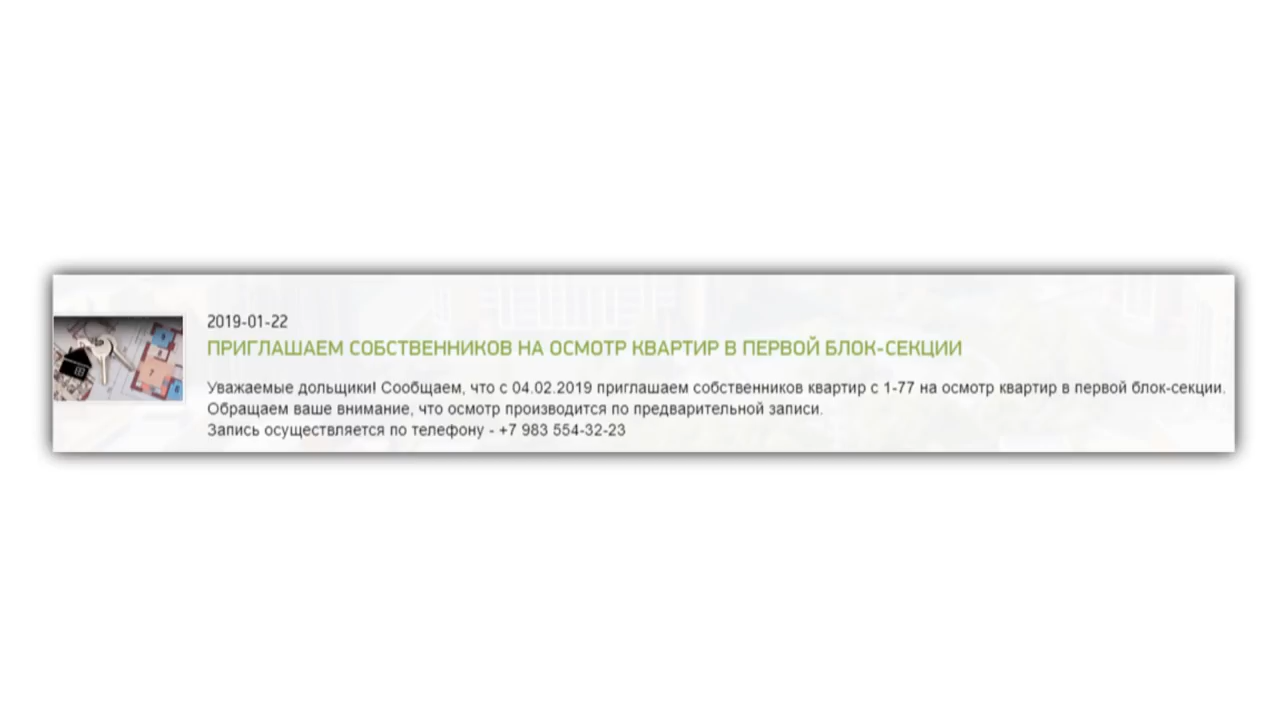 2019-01-22
ПРИГЛАШАЕМ СОБСТВЕННИКОВ НА ОСМОТР КВАРТИР В ПЕРВОЙ БЛОК-СЕКЦИИ
Уважаемые дольщики! Сообщаем, что с 04.02.2019 приглашаем собственников квартир с 1-77 на осмотр квартир в первой блок-секции.
Обращаем ваше внимание, что осмотр производится по предварительной записи.
Запись осуществляется по телефону - +7 983 554-32-23